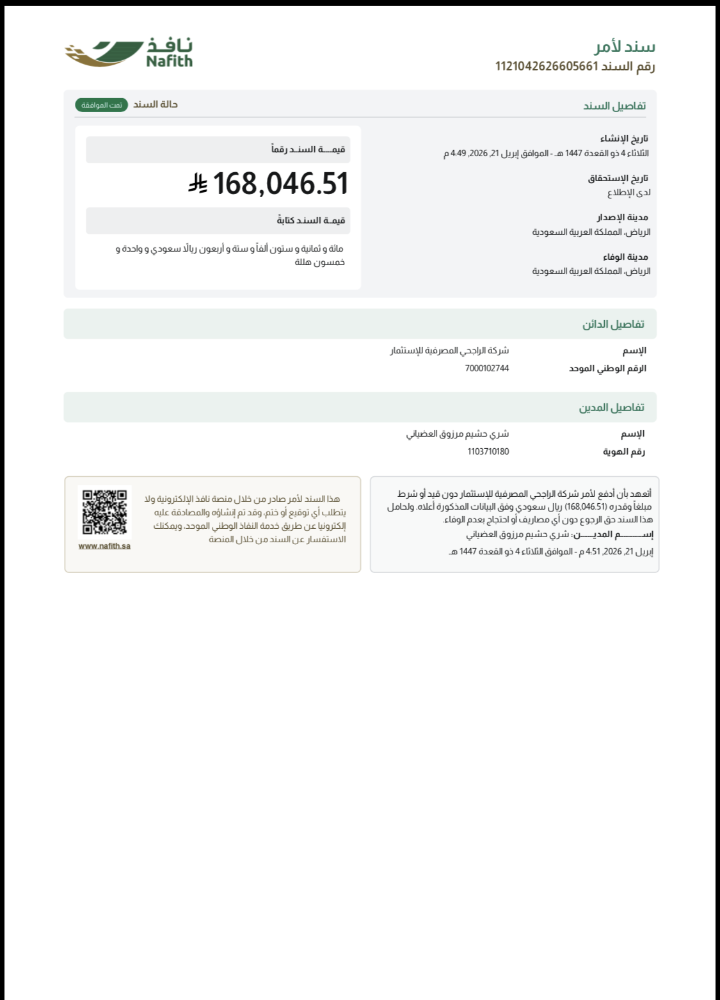 نافذ
Nafith
سند لأمر
رقم السند 1121042626605661
تفاصيل السند
حالة السند
تمت الموافقة
تاريخ الإنشاء
الثلاثاء 4 ذو القعدة 1447 هـ - الموافق إبريل 21, 2026, 4:49 م
تاريخ الإستحقاق
لدى الإطلاع
مدينة الإصدار
الرياض، المملكة العربية السعودية
مدينة الوفاء
الرياض، المملكة العربية السعودية
قيمــــة السنــد رقماً
168,046.51
قيمــة السنـد كتابةً
مائة و ثمانية و ستون ألفاً و ستة و أربعون ريالًا سعودي و واحدة و
خمسون هللة
تفاصيل الدائن
الإسم شركة الراجحي المصرفية للإستثمار
الرقم الوطني الموحد 7000102744
تفاصيل المدين
الإسم شري حشيم مرزوق العضياني
رقم الهوية 1103710180
أتعهد بأن أدفع لأمر شركة الراجحي المصرفية للإستثمار دون قيد أو شرط
مبلغاً وقدره (168,046.51) ريال سعودي وفق البيانات المذكورة أعلاه. ولحامل
هذا السند حق الرجوع دون أي مصاريف أو احتجاج بعدم الوفاء.
إســـــــــم المديـــــــن: شري حشيم مرزوق العضياني
إبريل 21, 2026, 4:51 م - الموافق الثلاثاء 4 ذو القعدة 1447 هـ
هذا السند لأمر صادر من خلال منصة نافذ الإلكترونية ولا
يتطلب أي توقيع أو ختم، وقد تم إنشاؤه والمصادقة عليه
إلكترونيا عن طريق خدمة النفاذ الوطني الموحد، ويمكنك
الاستفسار عن السند من خلال المنصة
www.nafith.sa